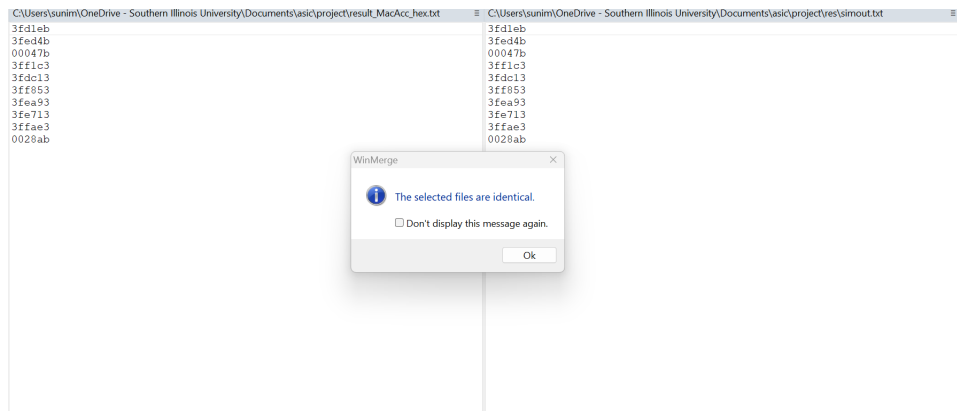 C:\Users\sunim\OneDrive - Southern Illinois University\Documents\asic\project\result_MacAcc_hex.txt
3fd1eb
3fed4b
00047b
3ff1c3
3fdc13
3ff853
3fea93
3fe713
3ffae3
0028ab
C:\Users\sunim\OneDrive - Southern Illinois University\Documents\asic\project\res\simout.txt
3fd1eb
3fed4b
00047b
3ff1c3
3fdc13
3ff853
3fea93
3fe713
3ffae3
0028ab
WinMerge
The selected files are identical.
Don't display this message again.
Ok